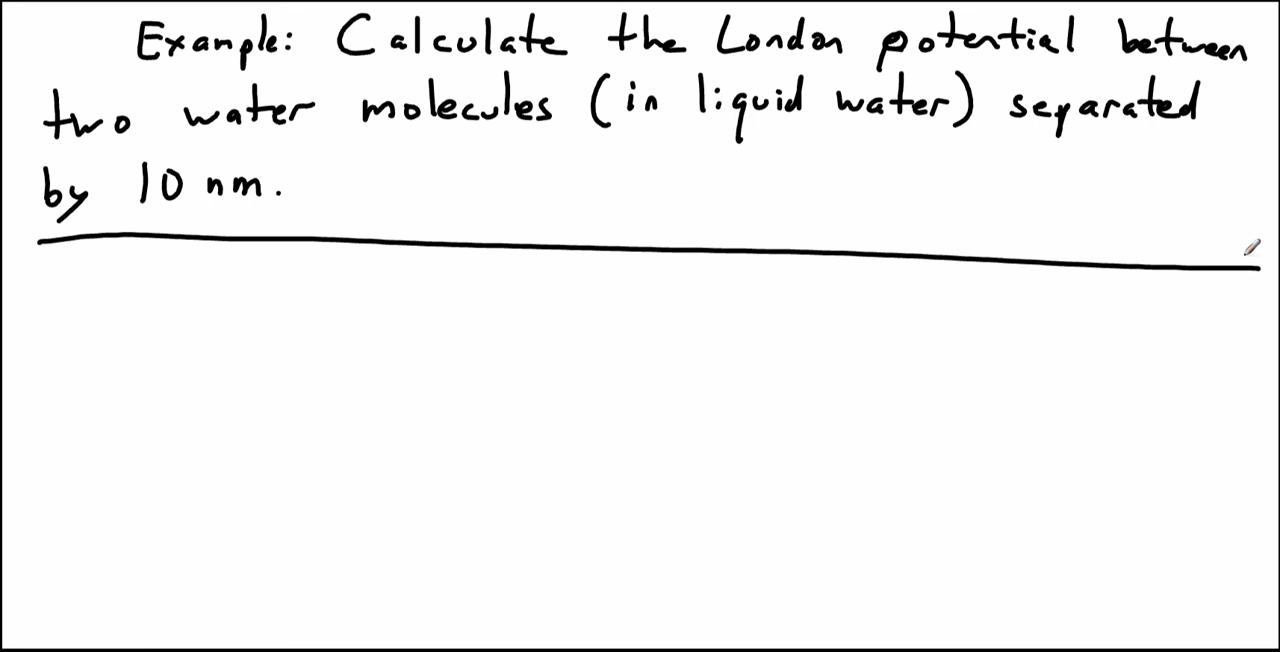 Example: Calculate the London potential between
two water molecules (in liquid water) separated
by 10 nm.